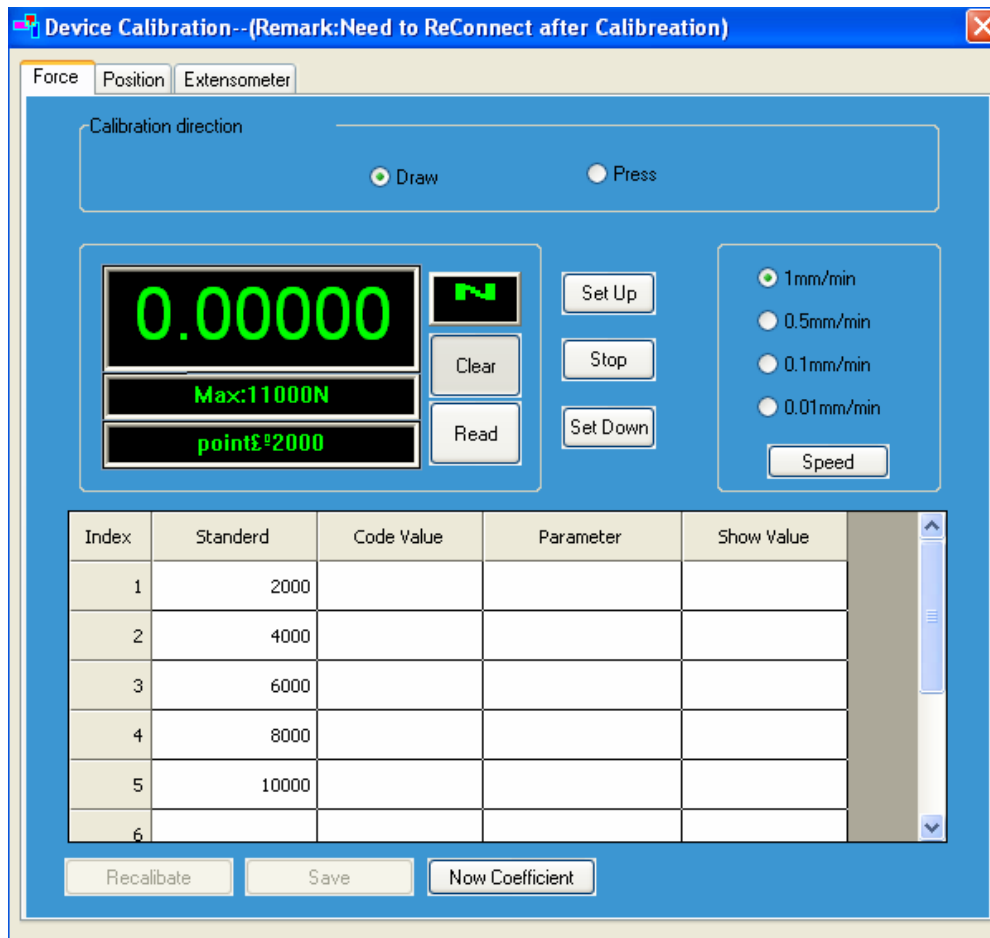 Device Calibration--(Remark:Need to ReConnect after Calibreation)
Force Position Extensometer
Calibration direction
Draw Press
0.00000 N
Max:11000N
point£º2000
Clear
Read
Set Up
Stop
Set Down
1mm/min
0.5mm/min
0.1mm/min
0.01mm/min
Speed
Index Standerd Code Value Parameter Show Value
1 2000
2 4000
3 6000
4 8000
5 10000
6
Recalibate Save Now Coefficient